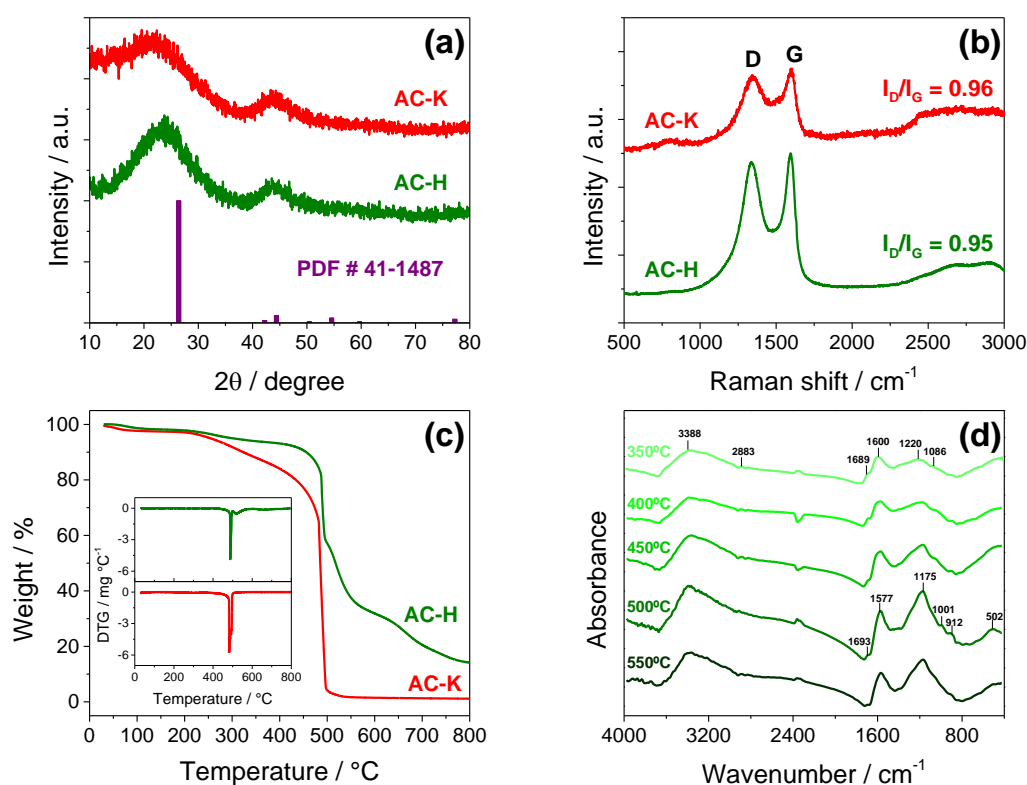 (a)
AC-K
AC-H
PDF # 41-1487
Intensity / a.u.
10 20 30 40 50 60 70 80
2θ / degree
(b)
D G
I_D/I_G = 0.96
AC-K
I_D/I_G = 0.95
AC-H
Intensity / a.u.
500 1000 1500 2000 2500 3000
Raman shift / cm⁻¹
(c)
100
80
60
40
20
0
Weight / %
0
-3
-6
0
-3
-6
DTG / mg °C⁻¹
0 200 400 600 800
Temperature / °C
AC-H
AC-K
0 100 200 300 400 500 600 700 800
Temperature / °C
(d)
3388 2883 1689 1600 1220 1086
350ºC
400ºC
450ºC
500ºC
1693 1577 1175 1001 912 502
550ºC
Absorbance
4000 3200 2400 1600 800
Wavenumber / cm⁻¹